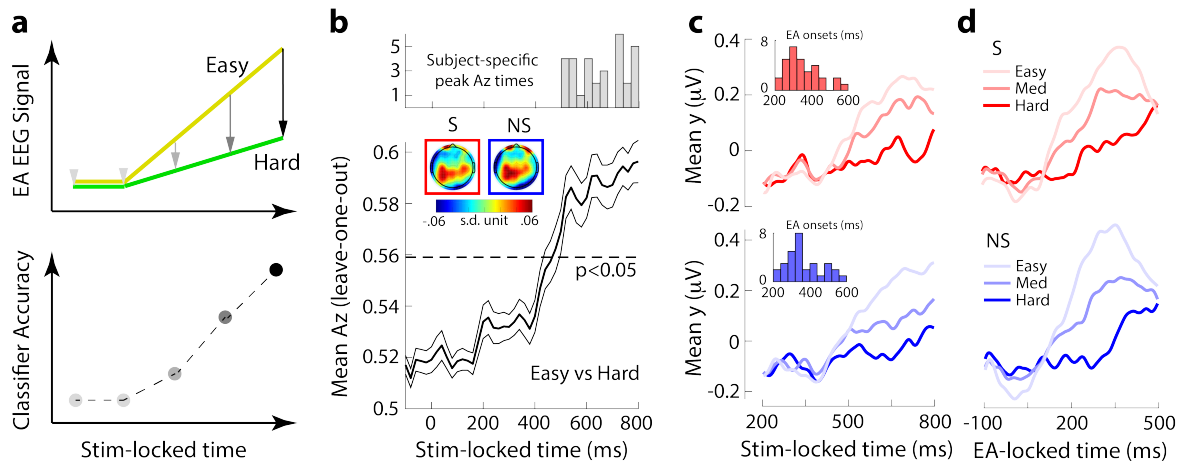 a
EA EEG Signal
Easy
Hard
Classifier Accuracy
Stim-locked time
b
5
3
1
Subject-specific
peak Az times
S
NS
-.06
s.d. unit
.06
0.6
0.58
0.56
0.54
0.52
0.5
p<0.05
Easy vs Hard
Mean Az (leave-one-out)
0
200
400
600
800
Stim-locked time (ms)
c
EA onsets (ms)
8
0
200
400
600
0.2
0
-0.2
Mean y (µV)
EA onsets (ms)
8
0
200
400
600
0.2
0
-0.2
Mean y (µV)
200
500
800
Stim-locked time (ms)
d
S
Easy
Med
Hard
NS
Easy
Med
Hard
-100
200
500
EA-locked time (ms)